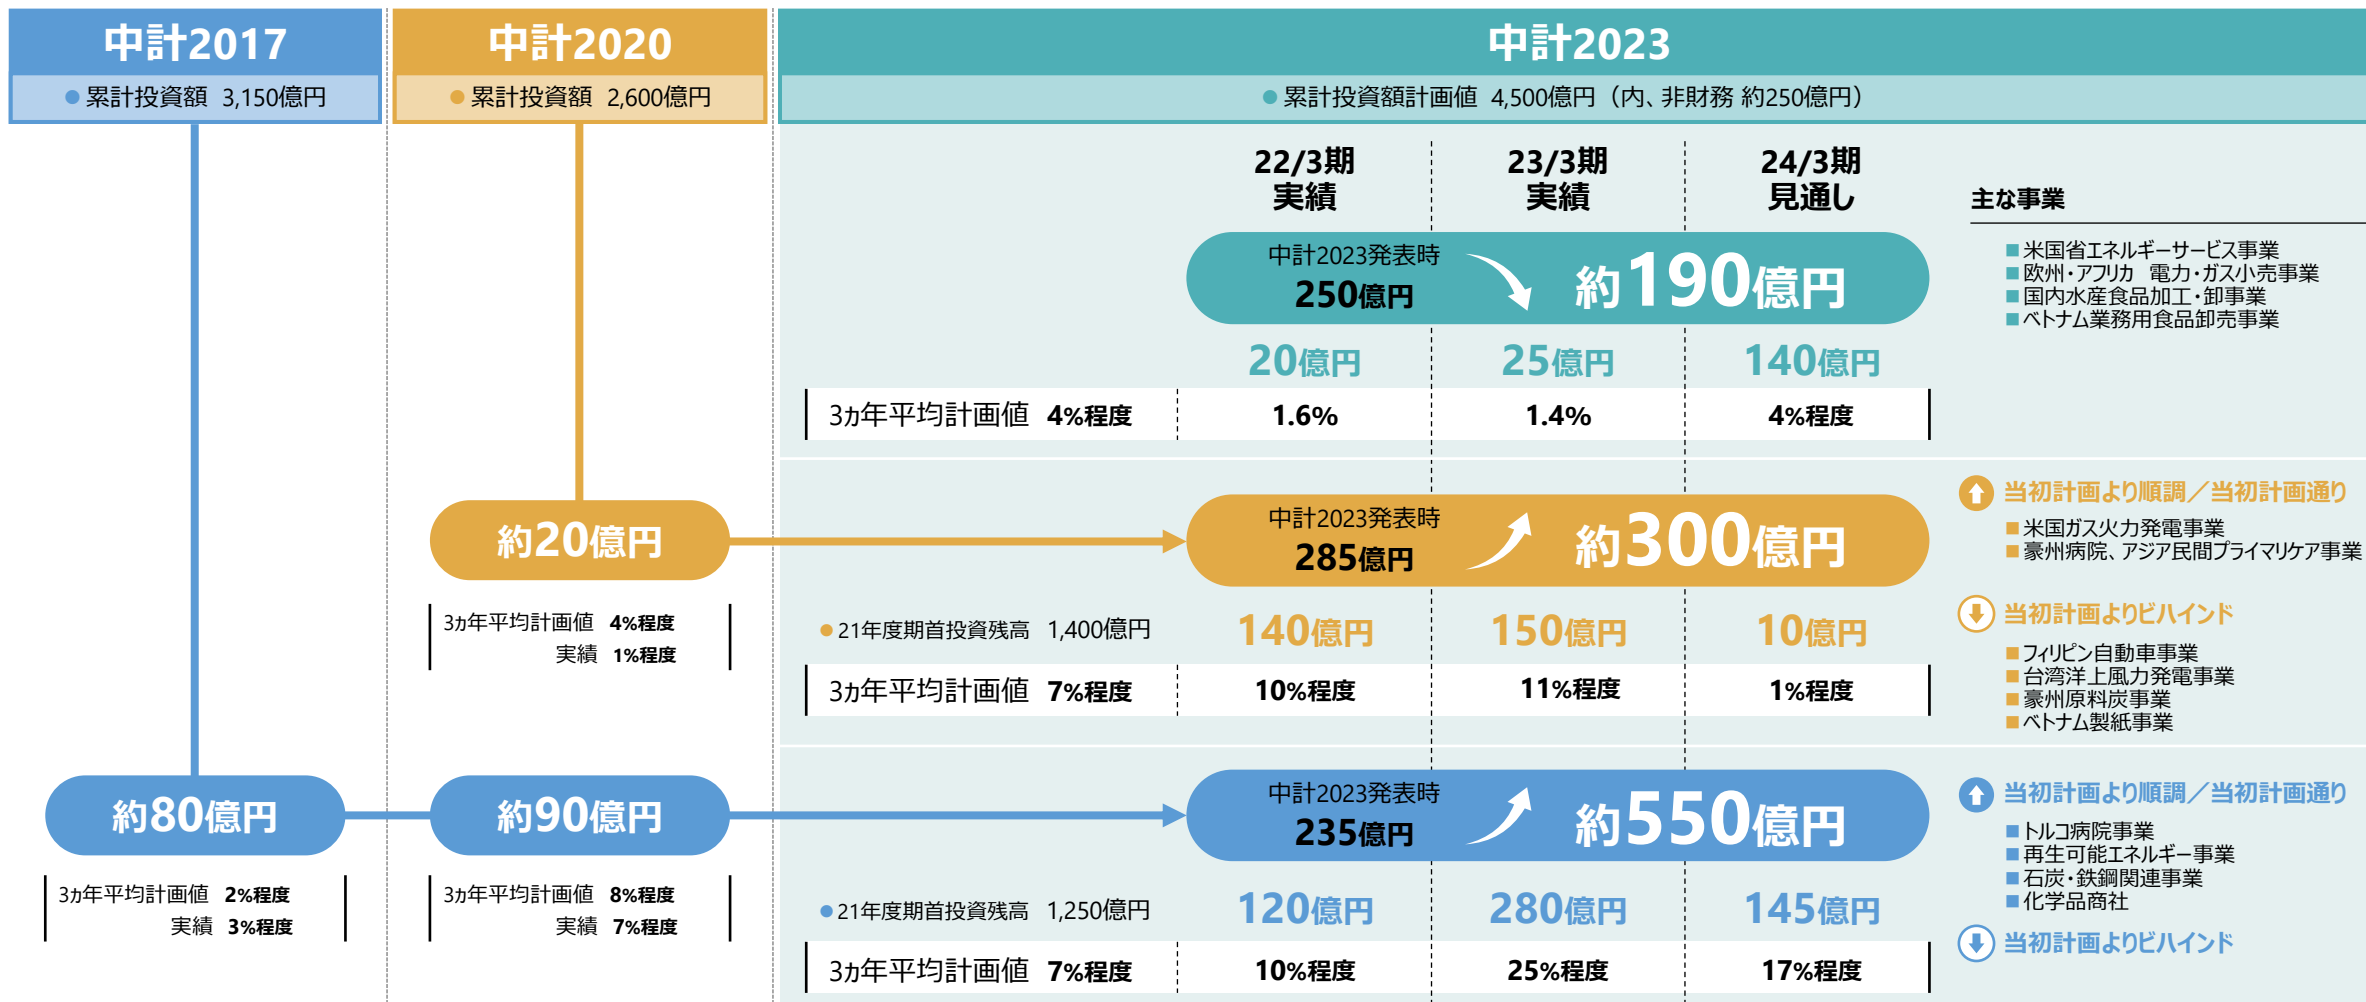 中計2017
● 累計投資額 3,150億円
中計2020
● 累計投資額 2,600億円
中計2023
● 累計投資額計画値 4,500億円（内、非財務 約250億円）
22/3期
実績
23/3期
実績
24/3期
見通し
主な事業
中計2023発表時
250億円
約190億円
20億円
25億円
140億円
3ヵ年平均計画値 4%程度
1.6%
1.4%
4%程度
■ 米国省エネルギーサービス事業
■ 欧州・アフリカ 電力・ガス小売事業
■ 国内水産食品加工・卸事業
■ ベトナム業務用食品卸売事業
約20億円
3ヵ年平均計画値 4%程度
実績 1%程度
中計2023発表時
285億円
約300億円
● 21年度期首投資残高 1,400億円
140億円
150億円
10億円
3ヵ年平均計画値 7%程度
10%程度
11%程度
1%程度
当初計画より順調／当初計画通り
■ 米国ガス火力発電事業
■ 豪州病院、アジア民間プライマリケア事業
当初計画よりビハインド
■ フィリピン自動車事業
■ 台湾洋上風力発電事業
■ 豪州原料炭事業
■ ベトナム製紙事業
約80億円
3ヵ年平均計画値 2%程度
実績 3%程度
約90億円
3ヵ年平均計画値 8%程度
実績 7%程度
中計2023発表時
235億円
約550億円
● 21年度期首投資残高 1,250億円
120億円
280億円
145億円
3ヵ年平均計画値 7%程度
10%程度
25%程度
17%程度
当初計画より順調／当初計画通り
■ トルコ病院事業
■ 再生可能エネルギー事業
■ 石炭・鉄鋼関連事業
■ 化学品商社
当初計画よりビハインド